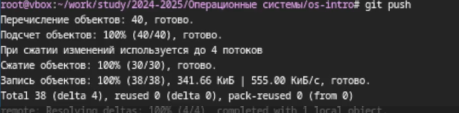 root@vbox:~/work/study/2024-2025/Операционные системы/os-intro# git push
Перечисление объектов: 40, готово.
Подсчет объектов: 100% (40/40), готово.
При сжатии изменений используется до 4 потоков
Сжатие объектов: 100% (30/30), готово.
Запись объектов: 100% (38/38), 341.66 КиБ | 555.00 КиБ/с, готово.
Total 38 (delta 4), reused 0 (delta 0), pack-reused 0 (from 0)
remote: Resolving deltas: 100% (4/4), completed with 1 local object.